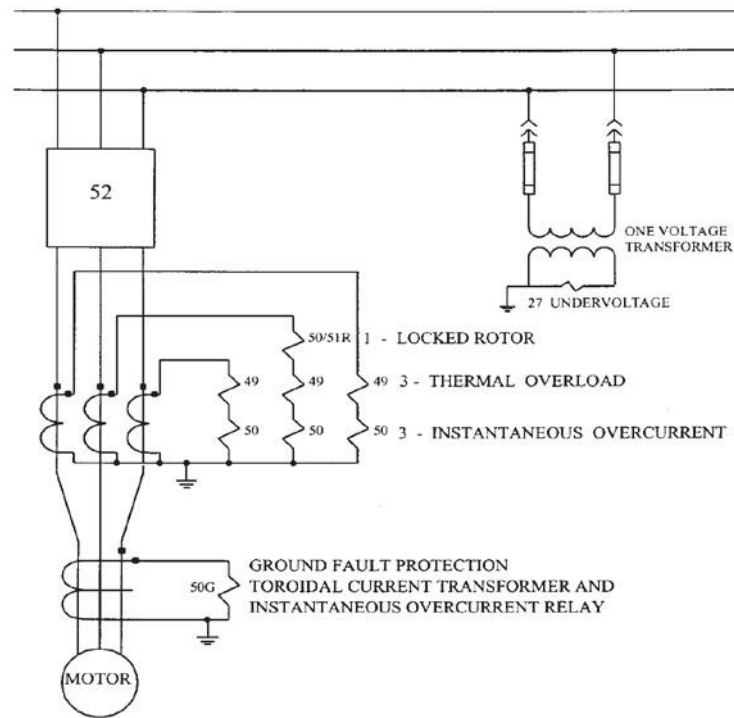 52
ONE VOLTAGE
TRANSFORMER
27 UNDERVOLTAGE
50/51R 1 - LOCKED ROTOR
49 49 49 3 - THERMAL OVERLOAD
50 50 50 3 - INSTANTANEOUS OVERCURRENT
GROUND FAULT PROTECTION
50G TOROIDAL CURRENT TRANSFORMER AND
INSTANTANEOUS OVERCURRENT RELAY
MOTOR